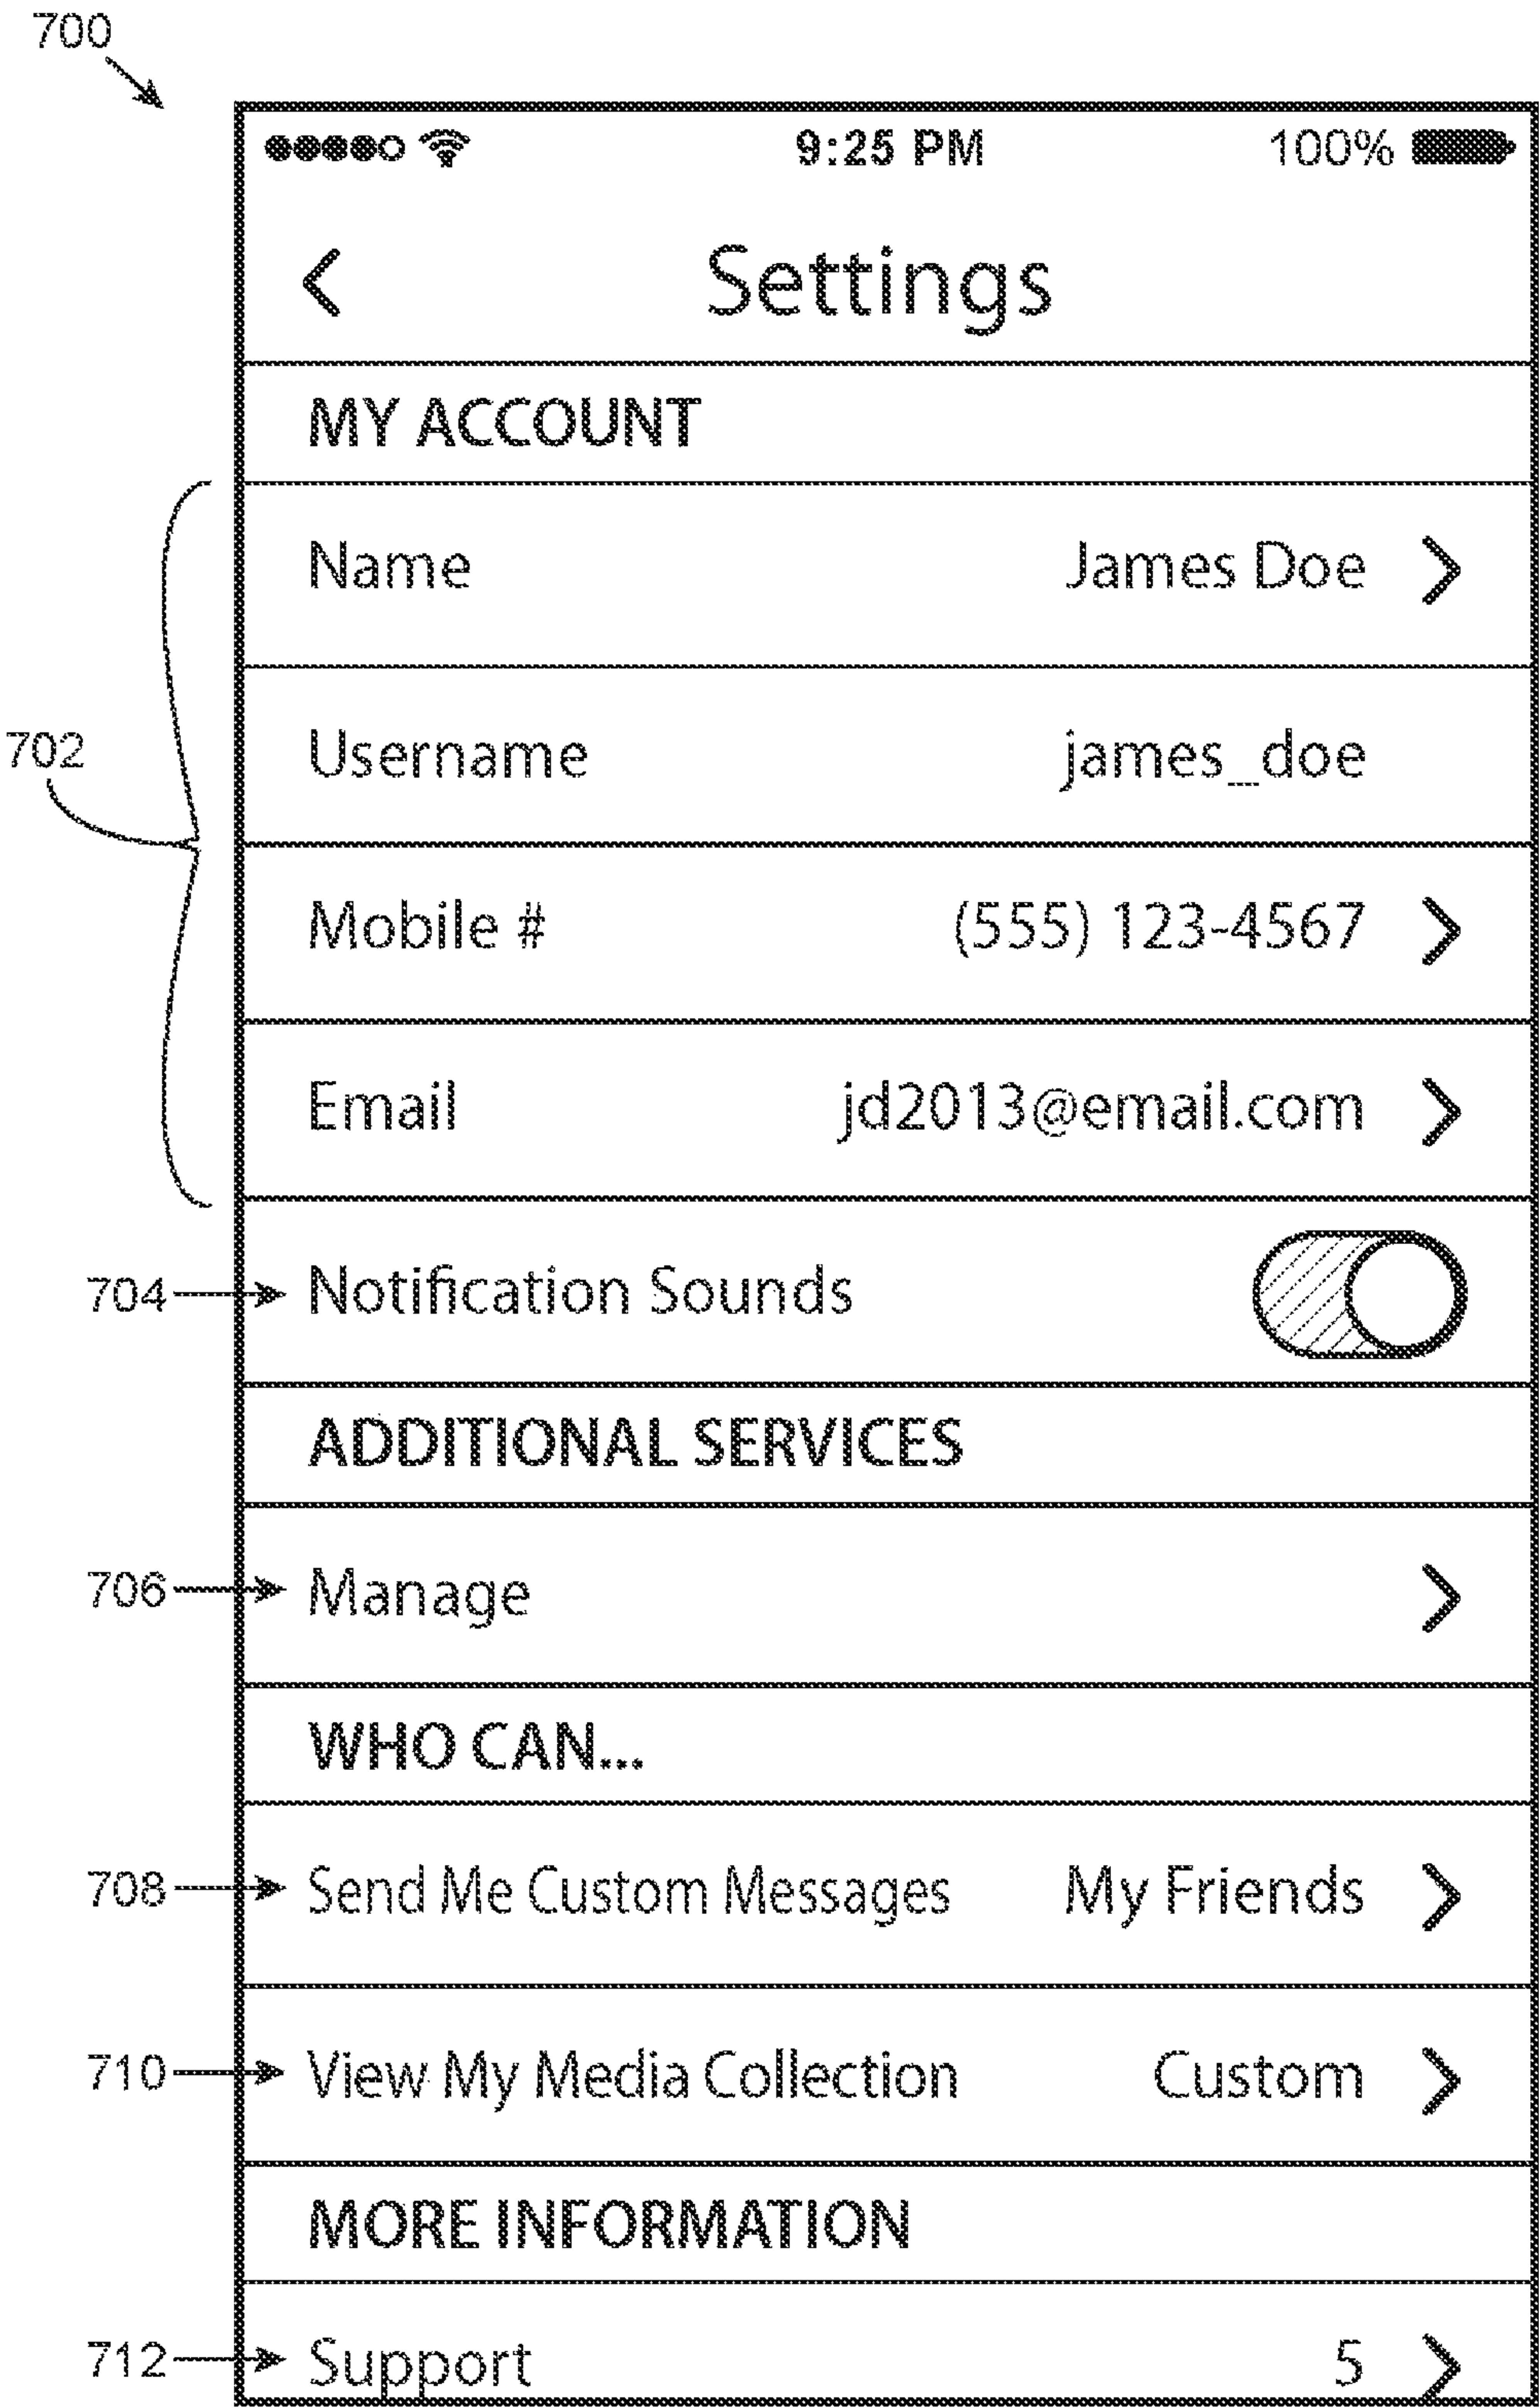 700
9:25 PM 100%
Settings
MY ACCOUNT
Name James Doe
702
Username james_doe
Mobile # (555) 123-4567
Email jd2013@email.com
704 Notification Sounds
ADDITIONAL SERVICES
706 Manage
WHO CAN...
708 Send Me Custom Messages My Friends
710 View My Media Collection Custom
MORE INFORMATION
712 Support 5